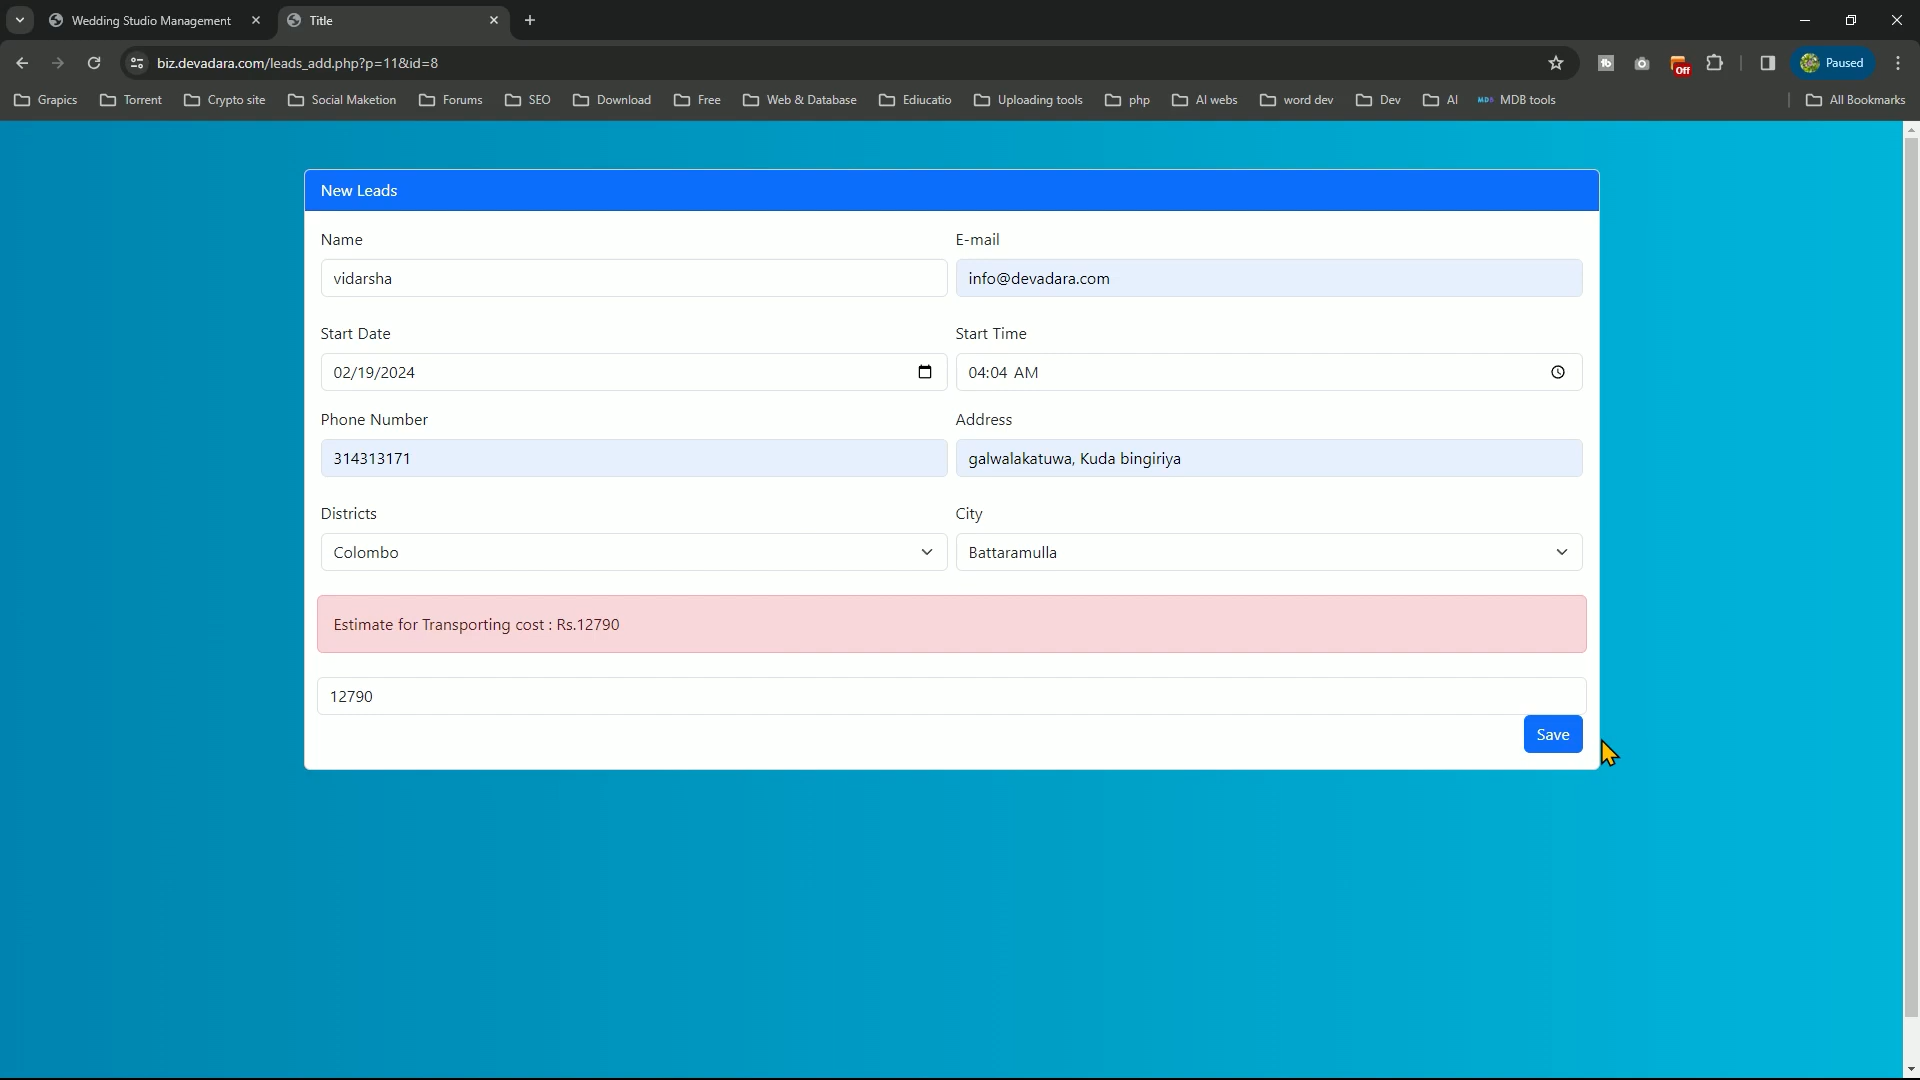 Wedding Studio Management
Title
biz.devadara.com/leads_add.php?p=11&id=8
Off
Paused
Grapics
Torrent
Crypto site
Social Maketion
Forums
SEO
Download
Free
Web & Database
Ediucatio
Uploading tools
php
AI webs
word dev
Dev
AI
MDB tools
All Bookmarks
New Leads
Name
E-mail
vidarsha
info@devadara.com
Start Date
Start Time
02/19/2024
04:04 AM
Phone Number
Address
314313171
galwalakatuwa, Kuda bingiriya
Districts
City
Colombo
Battaramulla
Estimate for Transporting cost : Rs.12790
12790
Save